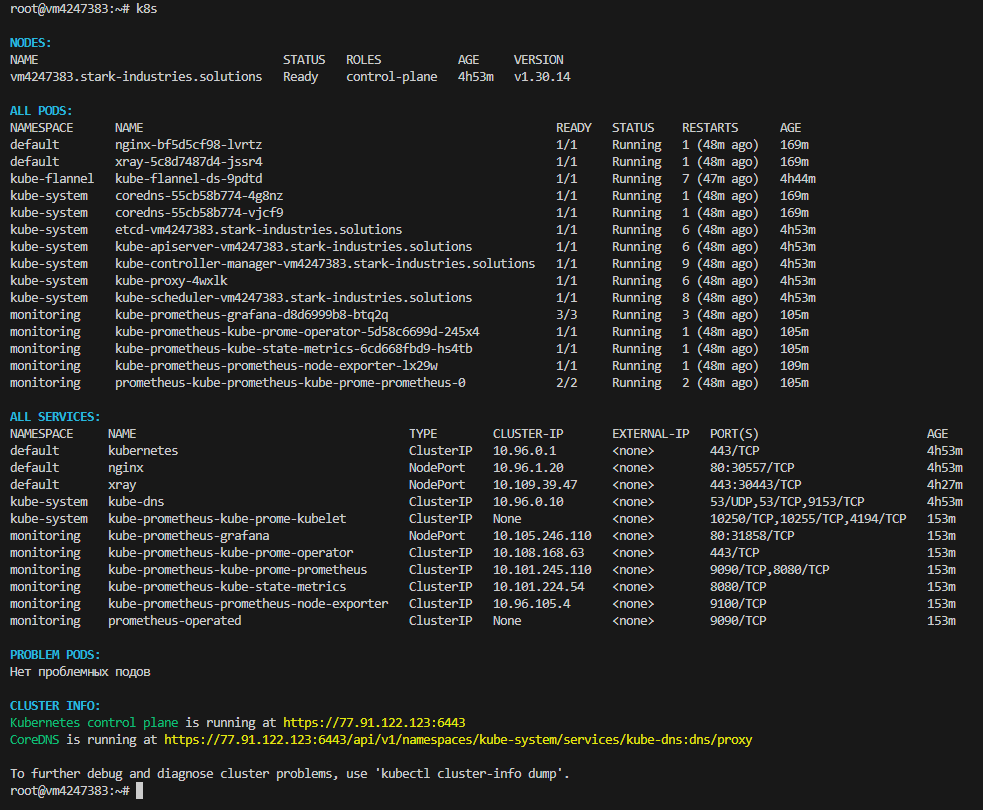 root@vm4247383:~# k8s
NODES:
NAME STATUS ROLES AGE VERSION
vm4247383.stark-industries.solutions Ready control-plane 4h53m v1.30.14
ALL PODS:
NAMESPACE NAME READY STATUS RESTARTS AGE
default nginx-bf5d5cf98-lvrtz 1/1 Running 1 (48m ago) 169m
default xray-5c8d7487d4-jssr4 1/1 Running 1 (48m ago) 169m
kube-flannel kube-flannel-ds-9pdtd 1/1 Running 7 (47m ago) 4h44m
kube-system coredns-55cb58b774-4g8nz 1/1 Running 1 (48m ago) 169m
kube-system coredns-55cb58b774-vjcf9 1/1 Running 1 (48m ago) 169m
kube-system etcd-vm4247383.stark-industries.solutions 1/1 Running 6 (48m ago) 4h53m
kube-system kube-apiserver-vm4247383.stark-industries.solutions 1/1 Running 6 (48m ago) 4h53m
kube-system kube-controller-manager-vm4247383.stark-industries.solutions 1/1 Running 9 (48m ago) 4h53m
kube-system kube-proxy-4wxlk 1/1 Running 6 (48m ago) 4h53m
kube-system kube-scheduler-vm4247383.stark-industries.solutions 1/1 Running 8 (48m ago) 4h53m
monitoring kube-prometheus-grafana-d8d6999b8-btq2q 3/3 Running 3 (48m ago) 105m
monitoring kube-prometheus-kube-prome-operator-5d58c6699d-245x4 1/1 Running 1 (48m ago) 105m
monitoring kube-prometheus-kube-state-metrics-6cd668fbd9-hs4tb 1/1 Running 1 (48m ago) 105m
monitoring kube-prometheus-prometheus-node-exporter-lx29w 1/1 Running 1 (48m ago) 109m
monitoring prometheus-kube-prometheus-kube-prome-prometheus-0 2/2 Running 2 (48m ago) 105m
ALL SERVICES:
NAMESPACE NAME TYPE CLUSTER-IP EXTERNAL-IP PORT(S) AGE
default kubernetes ClusterIP 10.96.0.1 <none> 443/TCP 4h53m
default nginx NodePort 10.96.1.20 <none> 80:30557/TCP 4h53m
default xray NodePort 10.109.39.47 <none> 443:30443/TCP 4h27m
kube-system kube-dns ClusterIP 10.96.0.10 <none> 53/UDP,53/TCP,9153/TCP 4h53m
kube-system kube-prometheus-kube-prome-kubelet ClusterIP None <none> 10250/TCP,10255/TCP,4194/TCP 153m
monitoring kube-prometheus-grafana NodePort 10.105.246.110 <none> 80:31858/TCP 153m
monitoring kube-prometheus-kube-prome-operator ClusterIP 10.108.168.63 <none> 443/TCP 153m
monitoring kube-prometheus-kube-prome-prometheus ClusterIP 10.101.245.110 <none> 9090/TCP,8080/TCP 153m
monitoring kube-prometheus-kube-state-metrics ClusterIP 10.101.224.54 <none> 8080/TCP 153m
monitoring kube-prometheus-prometheus-node-exporter ClusterIP 10.96.105.4 <none> 9100/TCP 153m
monitoring prometheus-operated ClusterIP None <none> 9090/TCP 153m
PROBLEM PODS:
Нет проблемных подов
CLUSTER INFO:
Kubernetes control plane is running at https://77.91.122.123:6443
CoreDNS is running at https://77.91.122.123:6443/api/v1/namespaces/kube-system/services/kube-dns:dns/proxy
To further debug and diagnose cluster problems, use 'kubectl cluster-info dump'.
root@vm4247383:~#